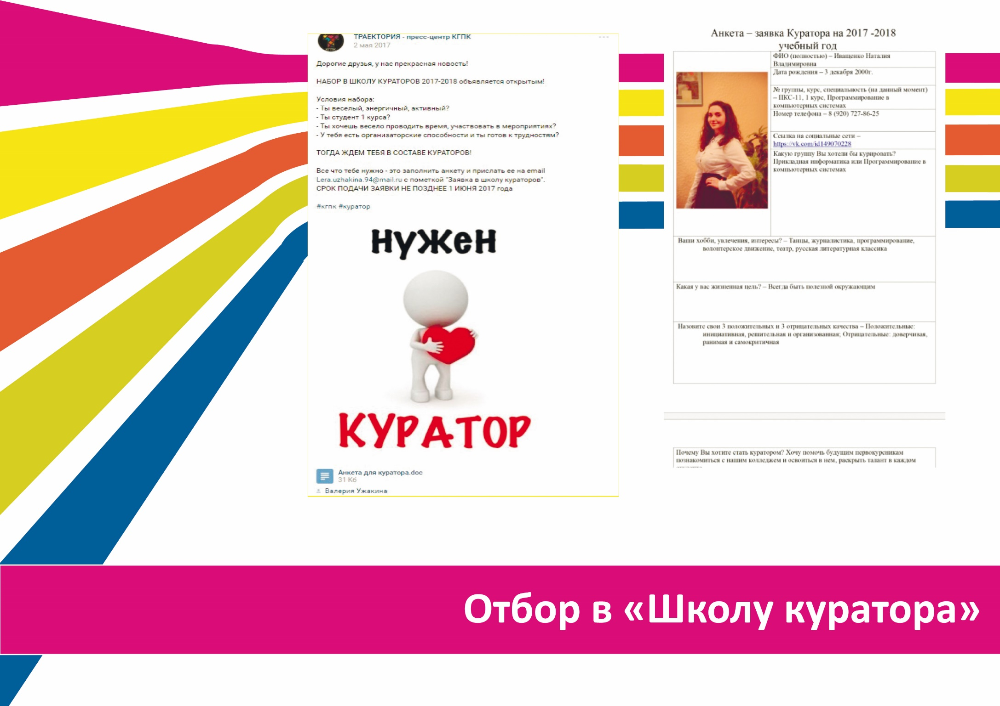 ТРАЕКТОРИЯ - пресс-центр КГПК
2 мая 2017
Дорогие друзья, у нас прекрасная новость!
НАБОР В ШКОЛУ КУРАТОРОВ 2017-2018 объявляется открытым!
Условия набора:
- Ты веселый, энергичный, активный?
- Ты студент 1 курса?
- Ты хочешь весело проводить время, участвовать в мероприятиях?
- У тебя есть организаторские способности и ты готов к трудностям?
ТОГДА ЖДЕМ ТЕБЯ В СОСТАВЕ КУРАТОРОВ!
Все что тебе нужно - это заполнить анкету и прислать ее на email
Lera.uzhakina.94@mail.ru с пометкой "Заявка в школу кураторов".
СРОК ПОДАЧИ ЗАЯВКИ НЕ ПОЗДНЕЕ 1 ИЮНЯ 2017 года
#кгпк #куратор
нужен
КУРАТОР
Анкета для куратора.doc
31 Кб
Валерия Ужакина
Анкета – заявка Куратора на 2017 -2018
учебный год
ФИО (полностью) – Иващенко Наталия
Владимировна
Дата рождения – 3 декабря 2000г.
№ группы, курс, специальность (на данный момент)
– ПКС-11, 1 курс, Программирование в
компьютерных системах
Номер телефона – 8 (920) 727-86-25
Ссылка на социальные сети –
https://vk.com/id149070228
Какую группу Вы хотели бы курировать?
Прикладная информатика или Программирование в
компьютерных системах
Ваши хобби, увлечения, интересы? – Танцы, журналистика, программирование,
волонтерское движение, театр, русская литературная классика
Какая у вас жизненная цель? – Всегда быть полезной окружающим
Назовите свои 3 положительных и 3 отрицательных качества – Положительные:
инициативная, решительная и организованная; Отрицательные: доверчивая,
ранимая и самокритичная
Почему Вы хотите стать куратором? Хочу помочь будущим первокурсникам
познакомиться с нашим колледжем и освоиться в нем, раскрыть талант в каждом
Отбор в «Школу куратора»